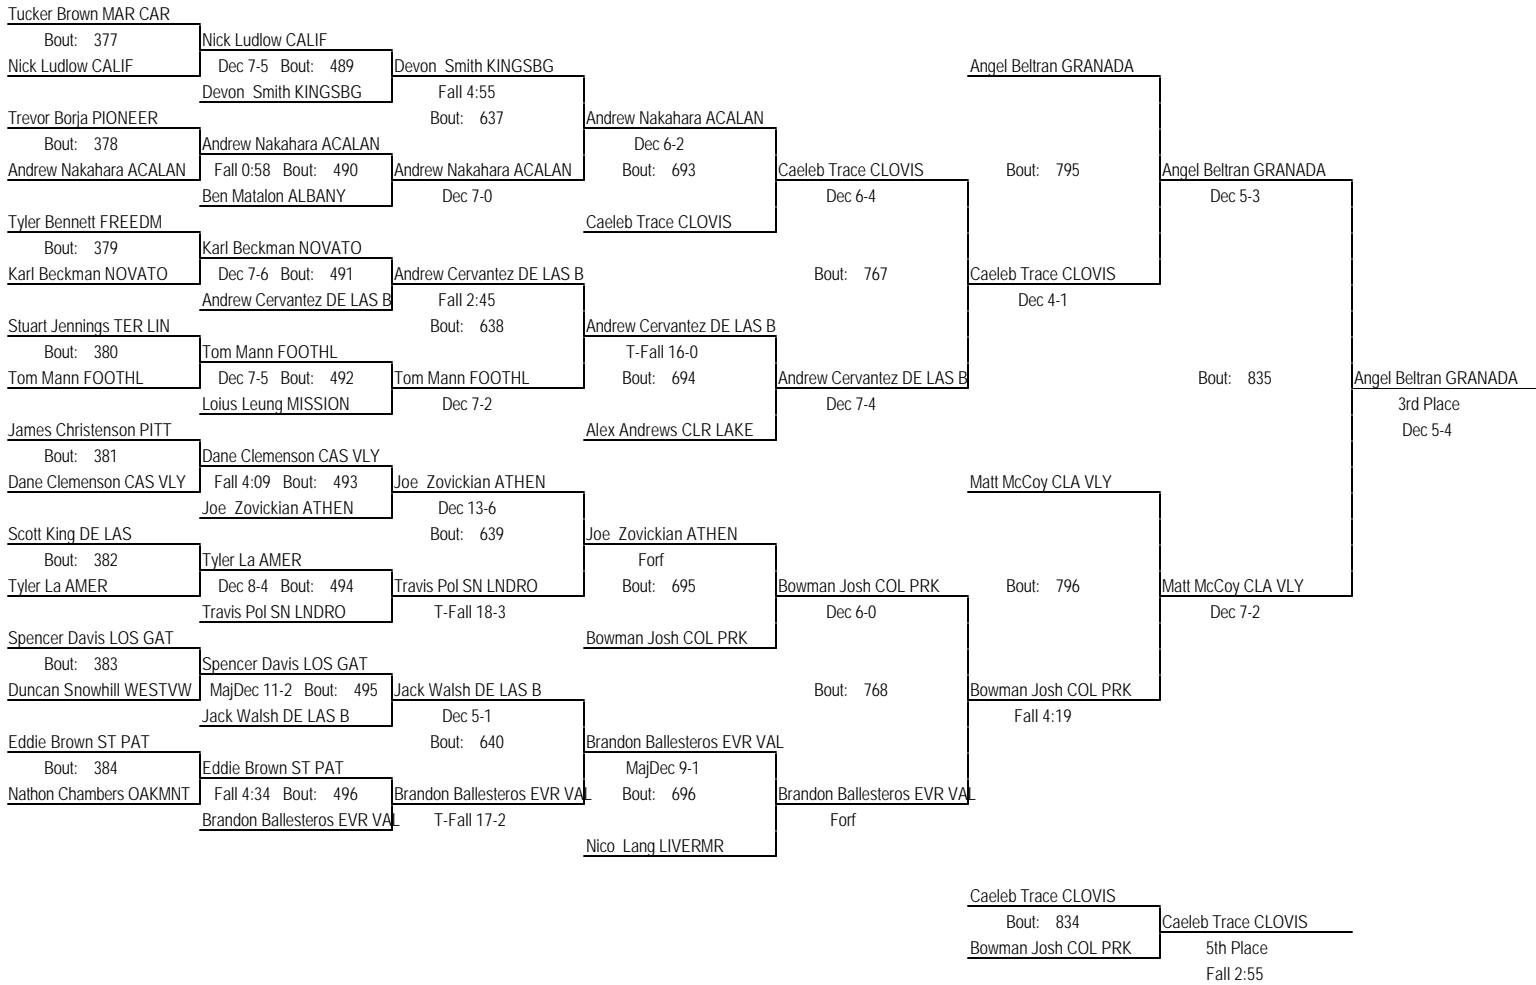 Tucker Brown MAR CAR
Bout: 377 Nick Ludlow CALIF
Nick Ludlow CALIF Dec 7-5 Bout: 489 Devon Smith KINGSBG Angel Beltran GRANADA
Devon Smith KINGSBG Fall 4:55
Trevor Borja PIONEER Bout: 637 Andrew Nakahara ACALAN
Bout: 378 Andrew Nakahara ACALAN Dec 6-2
Andrew Nakahara ACALAN Fall 0:58 Bout: 490 Andrew Nakahara ACALAN Bout: 693 Caeleb Trace CLOVIS Bout: 795 Angel Beltran GRANADA
Ben Matalon ALBANY Dec 7-0 Dec 6-4 Dec 5-3
Tyler Bennett FREEDM Caeleb Trace CLOVIS
Bout: 379 Karl Beckman NOVATO
Karl Beckman NOVATO Dec 7-6 Bout: 491 Andrew Cervantez DE LAS B Bout: 767 Caeleb Trace CLOVIS
Andrew Cervantez DE LAS B Fall 2:45 Dec 4-1
Stuart Jennings TER LIN Bout: 638 Andrew Cervantez DE LAS B
Bout: 380 Tom Mann FOOTHL T-Fall 16-0
Tom Mann FOOTHL Dec 7-5 Bout: 492 Tom Mann FOOTHL Bout: 694 Andrew Cervantez DE LAS B Bout: 835 Angel Beltran GRANADA
Loius Leung MISSION Dec 7-2 Dec 7-4 3rd Place
James Christenson PITT Alex Andrews CLR LAKE Dec 5-4
Bout: 381 Dane Clemenson CAS VLY
Dane Clemenson CAS VLY Fall 4:09 Bout: 493 Joe Zovickian ATHEN Matt McCoy CLA VLY
Joe Zovickian ATHEN Dec 13-6
Scott King DE LAS Bout: 639 Joe Zovickian ATHEN
Bout: 382 Tyler La AMER Forf
Tyler La AMER Dec 8-4 Bout: 494 Travis Pol SN LNDRO Bout: 695 Bowman Josh COL PRK Bout: 796 Matt McCoy CLA VLY
Travis Pol SN LNDRO T-Fall 18-3 Dec 6-0 Dec 7-2
Spencer Davis LOS GAT Bowman Josh COL PRK
Bout: 383 Spencer Davis LOS GAT
Duncan Snowhill WESTVW MajDec 11-2 Bout: 495 Jack Walsh DE LAS B Bout: 768 Bowman Josh COL PRK
Jack Walsh DE LAS B Dec 5-1 Fall 4:19
Eddie Brown ST PAT Bout: 640 Brandon Ballesteros EVR VAL
Bout: 384 Eddie Brown ST PAT MajDec 9-1
Nathon Chambers OAKMNT Fall 4:34 Bout: 496 Brandon Ballesteros EVR VAL Bout: 696 Brandon Ballesteros EVR VAL
Brandon Ballesteros EVR VAL T-Fall 17-2 Forf
Nico Lang LIVERMR
Caeleb Trace CLOVIS
Bout: 834 Caeleb Trace CLOVIS
Bowman Josh COL PRK 5th Place
Fall 2:55